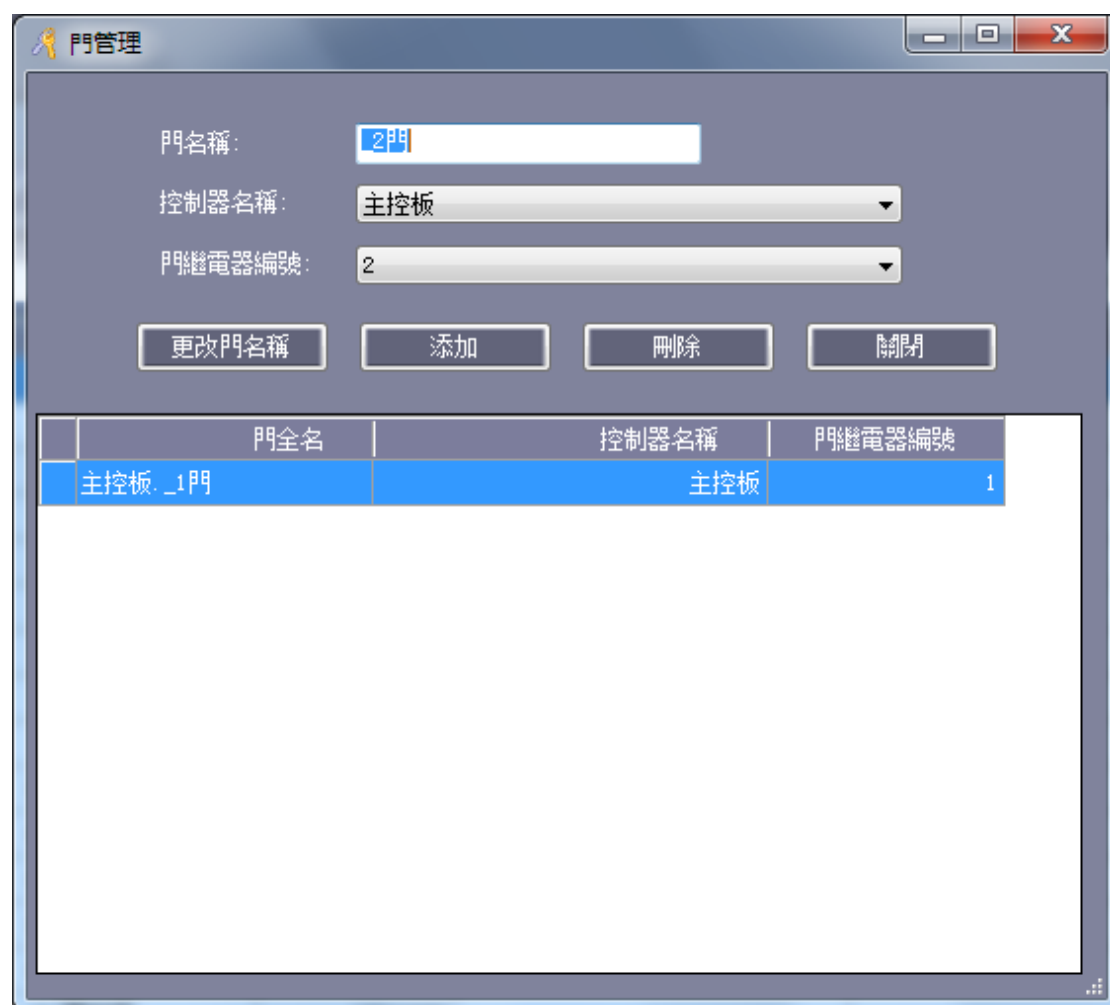 門管理
門名稱: _2門
控制器名稱: 主控板
門繼電器編號: 2
更改門名稱 添加 刪除 關閉
門全名 控制器名稱 門繼電器編號
主控板._1門 主控板 1